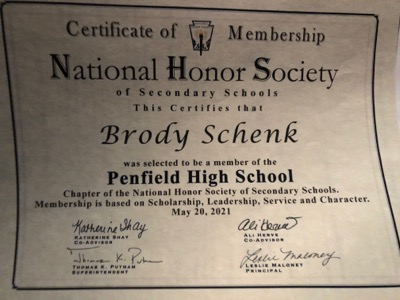 Certificate of Membership
National Honor Society
of Secondary Schools
This Certifies that
Brody Schenk
was selected to be a member of the
Penfield High School
Chapter of the National Honor Society of Secondary Schools.
Membership is based on Scholarship, Leadership, Service and Character.
May 20, 2021
Katherine Shay
KATHERINE SHAY
CO-ADVISOR
ALI HERVE
CO-ADVISOR
Thomas K. Putnam
THOMAS K. PUTNAM
SUPERINTENDENT
Leslie Maloney
LESLIE MALONEY
PRINCIPAL